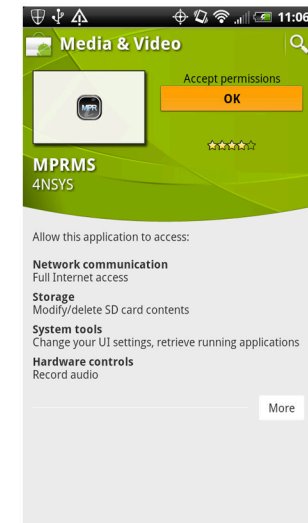 11:06
Media & Video
Accept permissions
OK
MPR
MPRMS
4NSYS
Allow this application to access:
Network communication
Full Internet access
Storage
Modify/delete SD card contents
System tools
Change your UI settings, retrieve running applications
Hardware controls
Record audio
More